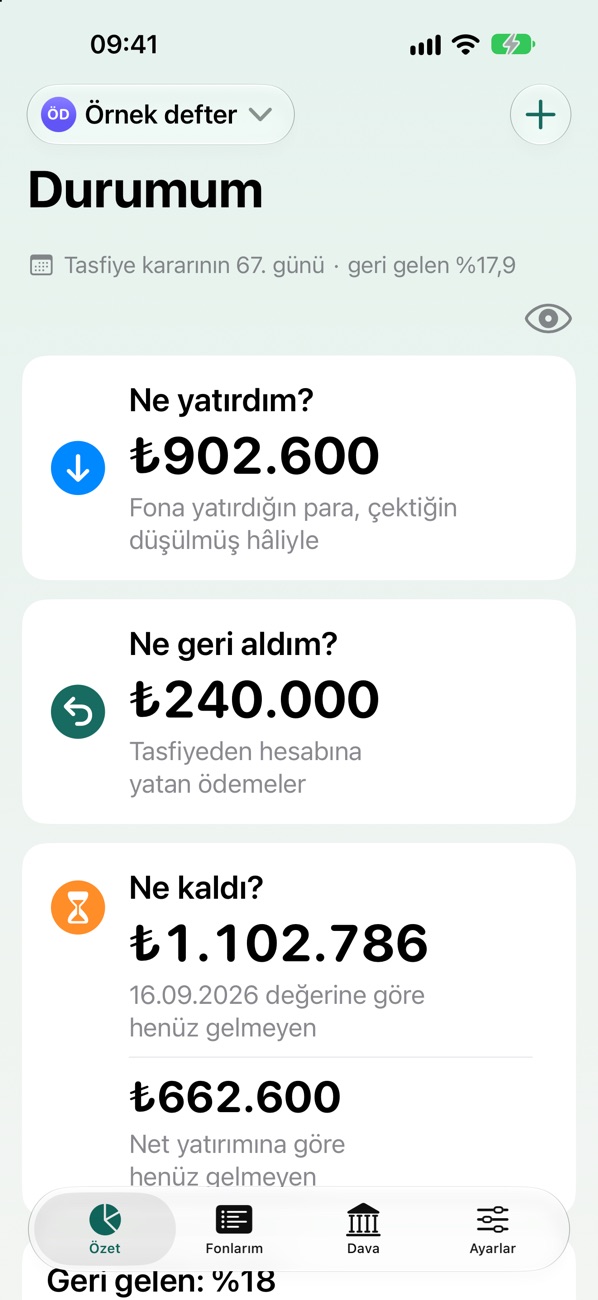 09:41
ÖD Örnek defter
Durumum
Tasfiye kararının 67. günü · geri gelen %17,9
Ne yatırdım?
₺902.600
Fona yatırdığın para, çektiğin
düşülmüş hâliyle
Ne geri aldım?
₺240.000
Tasfiyeden hesabına
yatan ödemeler
Ne kaldı?
₺1.102.786
16.09.2026 değerine göre
henüz gelmeyen
₺662.600
Net yatırımına göre
henüz gelmeyen
Özet
Fonlarım
Dava
Ayarlar
Geri gelen: %18